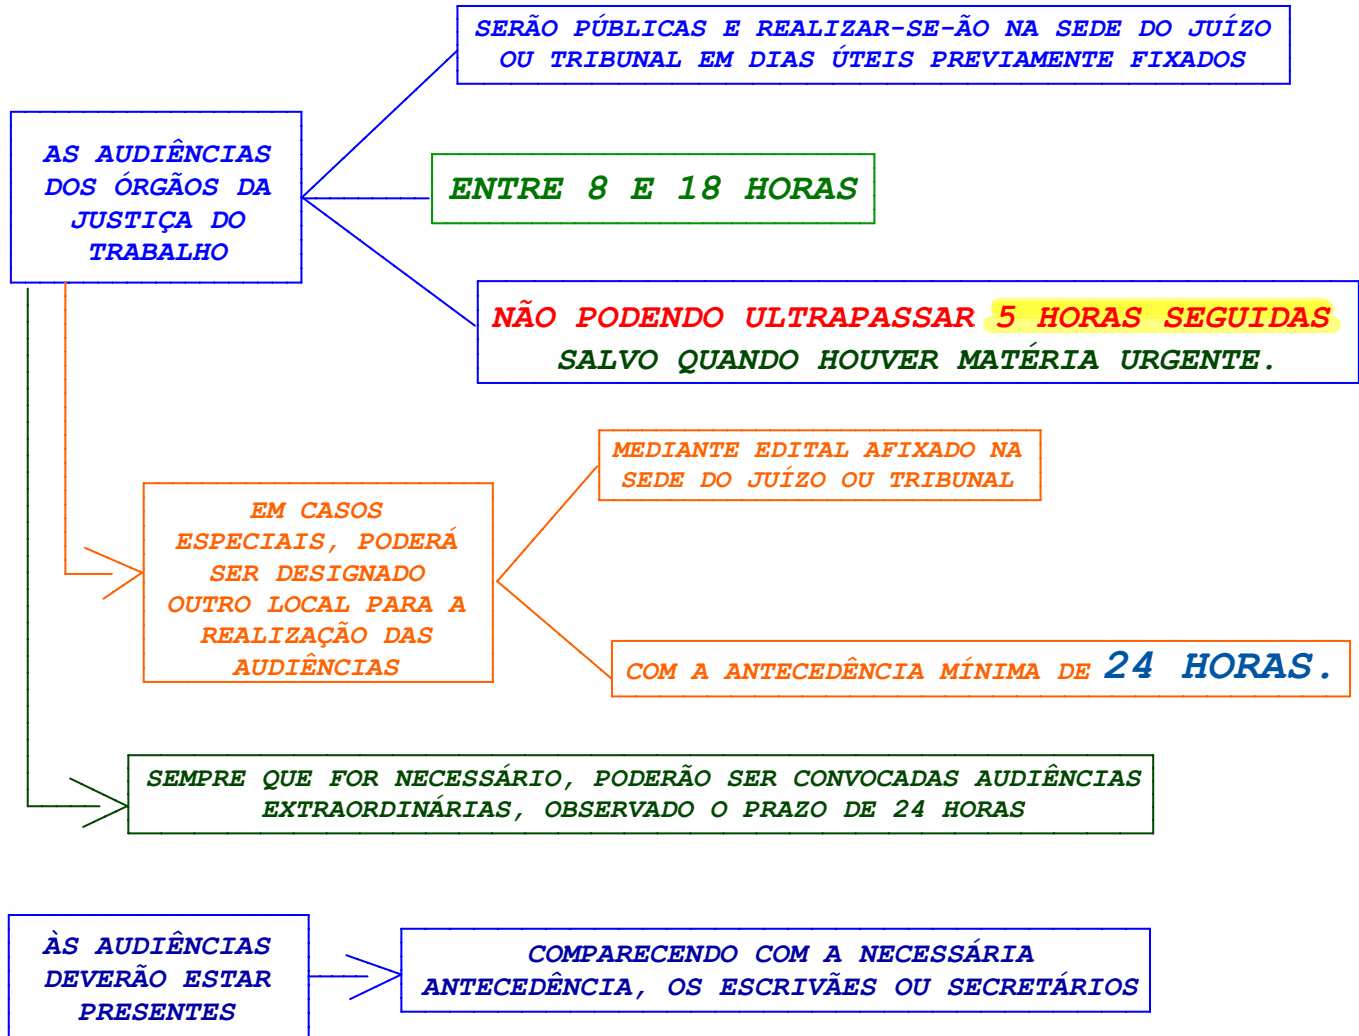 SERÃO PÚBLICAS E REALIZAR-SE-ÃO NA SEDE DO JUÍZO
OU TRIBUNAL EM DIAS ÚTEIS PREVIAMENTE FIXADOS
AS AUDIÊNCIAS
DOS ÓRGÃOS DA
JUSTIÇA DO
TRABALHO
ENTRE 8 E 18 HORAS
NÃO PODENDO ULTRAPASSAR 5 HORAS SEGUIDAS
SALVO QUANDO HOUVER MATÉRIA URGENTE.
EM CASOS
ESPECIAIS, PODERÁ
SER DESIGNADO
OUTRO LOCAL PARA A
REALIZAÇÃO DAS
AUDIÊNCIAS
MEDIANTE EDITAL AFIXADO NA
SEDE DO JUÍZO OU TRIBUNAL
COM A ANTECEDÊNCIA MÍNIMA DE 24 HORAS.
SEMPRE QUE FOR NECESSÁRIO, PODERÃO SER CONVOCADAS AUDIÊNCIAS
EXTRAORDINÁRIAS, OBSERVADO O PRAZO DE 24 HORAS
ÀS AUDIÊNCIAS
DEVERÃO ESTAR
PRESENTES
COMPARECENDO COM A NECESSÁRIA
ANTECEDÊNCIA, OS ESCRIVÃES OU SECRETÁRIOS